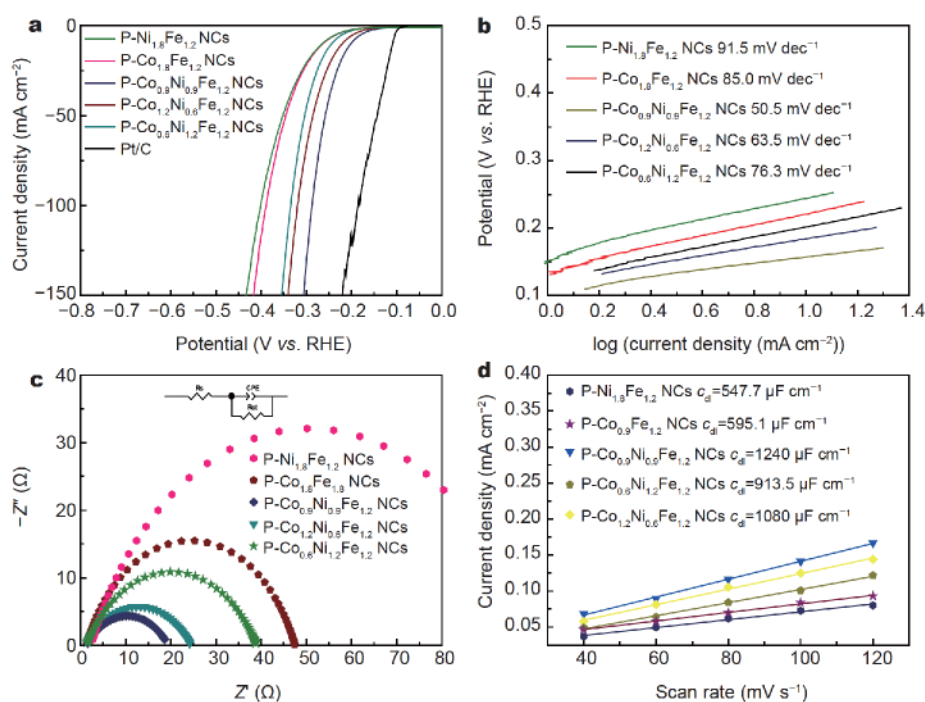 a
P-Ni1.8Fe1.2 NCs
P-Co1.8Fe1.2 NCs
P-Co0.9Ni0.9Fe1.2 NCs
P-Co1.2Ni0.6Fe1.2 NCs
P-Co0.6Ni1.2Fe1.2 NCs
Pt/C
0
−50
−100
−150
Current density (mA cm−2)
−0.8 −0.7 −0.6 −0.5 −0.4 −0.3 −0.2 −0.1 0.0
Potential (V vs. RHE)
b
P-Ni1.8Fe1.2 NCs 91.5 mV dec−1
P-Co1.8Fe1.2 NCs 85.0 mV dec−1
P-Co0.9Ni0.9Fe1.2 NCs 50.5 mV dec−1
P-Co1.2Ni0.6Fe1.2 NCs 63.5 mV dec−1
P-Co0.6Ni1.2Fe1.2 NCs 76.3 mV dec−1
0.5
0.4
0.3
0.2
0.1
Potential (V vs. RHE)
0.0 0.2 0.4 0.6 0.8 1.0 1.2 1.4
log (current density (mA cm−2))
c
Rs
CPE
Rct
P-Ni1.8Fe1.2 NCs
P-Co1.8Fe1.8 NCs
P-Co0.9Ni0.9Fe1.2 NCs
P-Co1.2Ni0.6Fe1.2 NCs
P-Co0.6Ni1.2Fe1.2 NCs
40
30
20
10
0
−Z″ (Ω)
0 10 20 30 40 50 60 70 80
Z′ (Ω)
d
P-Ni1.8Fe1.2 NCs cdl=547.7 μF cm−1
P-Co0.9Fe1.2 NCs cdl=595.1 μF cm−1
P-Co0.9Ni0.9Fe1.2 NCs cdl=1240 μF cm−1
P-Co0.6Ni1.2Fe1.2 NCs cdl=913.5 μF cm−1
P-Co1.2Ni0.6Fe1.2 NCs cdl=1080 μF cm−1
0.40
0.35
0.30
0.25
0.20
0.15
0.10
0.05
Current density (mA cm−2)
40 60 80 100 120
Scan rate (mV s−1)